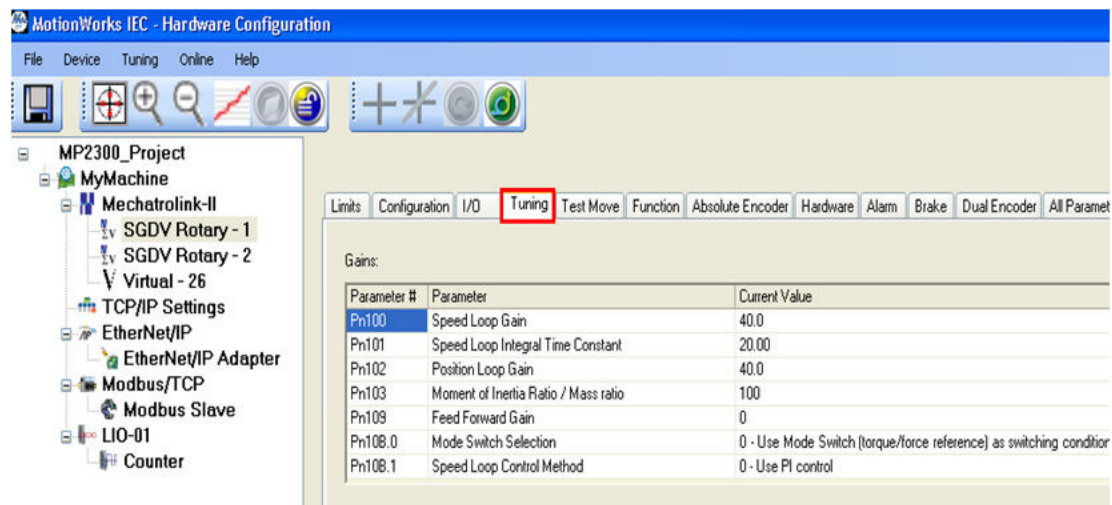 MotionWorks IEC - Hardware Configuration
File Device Tuning Online Help
MP2300_Project
MyMachine
Mechatrolink-II
SGDV Rotary - 1
SGDV Rotary - 2
Virtual - 26
TCP/IP Settings
EtherNet/IP
EtherNet/IP Adapter
Modbus/TCP
Modbus Slave
LIO-01
Counter
Limits Configuration I/O Tuning Test Move Function Absolute Encoder Hardware Alarm Brake Dual Encoder All Paramet
Gains:
Parameter # Parameter Current Value
Pn100 Speed Loop Gain 40.0
Pn101 Speed Loop Integral Time Constant 20.00
Pn102 Position Loop Gain 40.0
Pn103 Moment of Inertia Ratio / Mass ratio 100
Pn109 Feed Forward Gain 0
Pn10B.0 Mode Switch Selection 0 - Use Mode Switch (torque/force reference) as switching condition
Pn10B.1 Speed Loop Control Method 0 - Use PI control